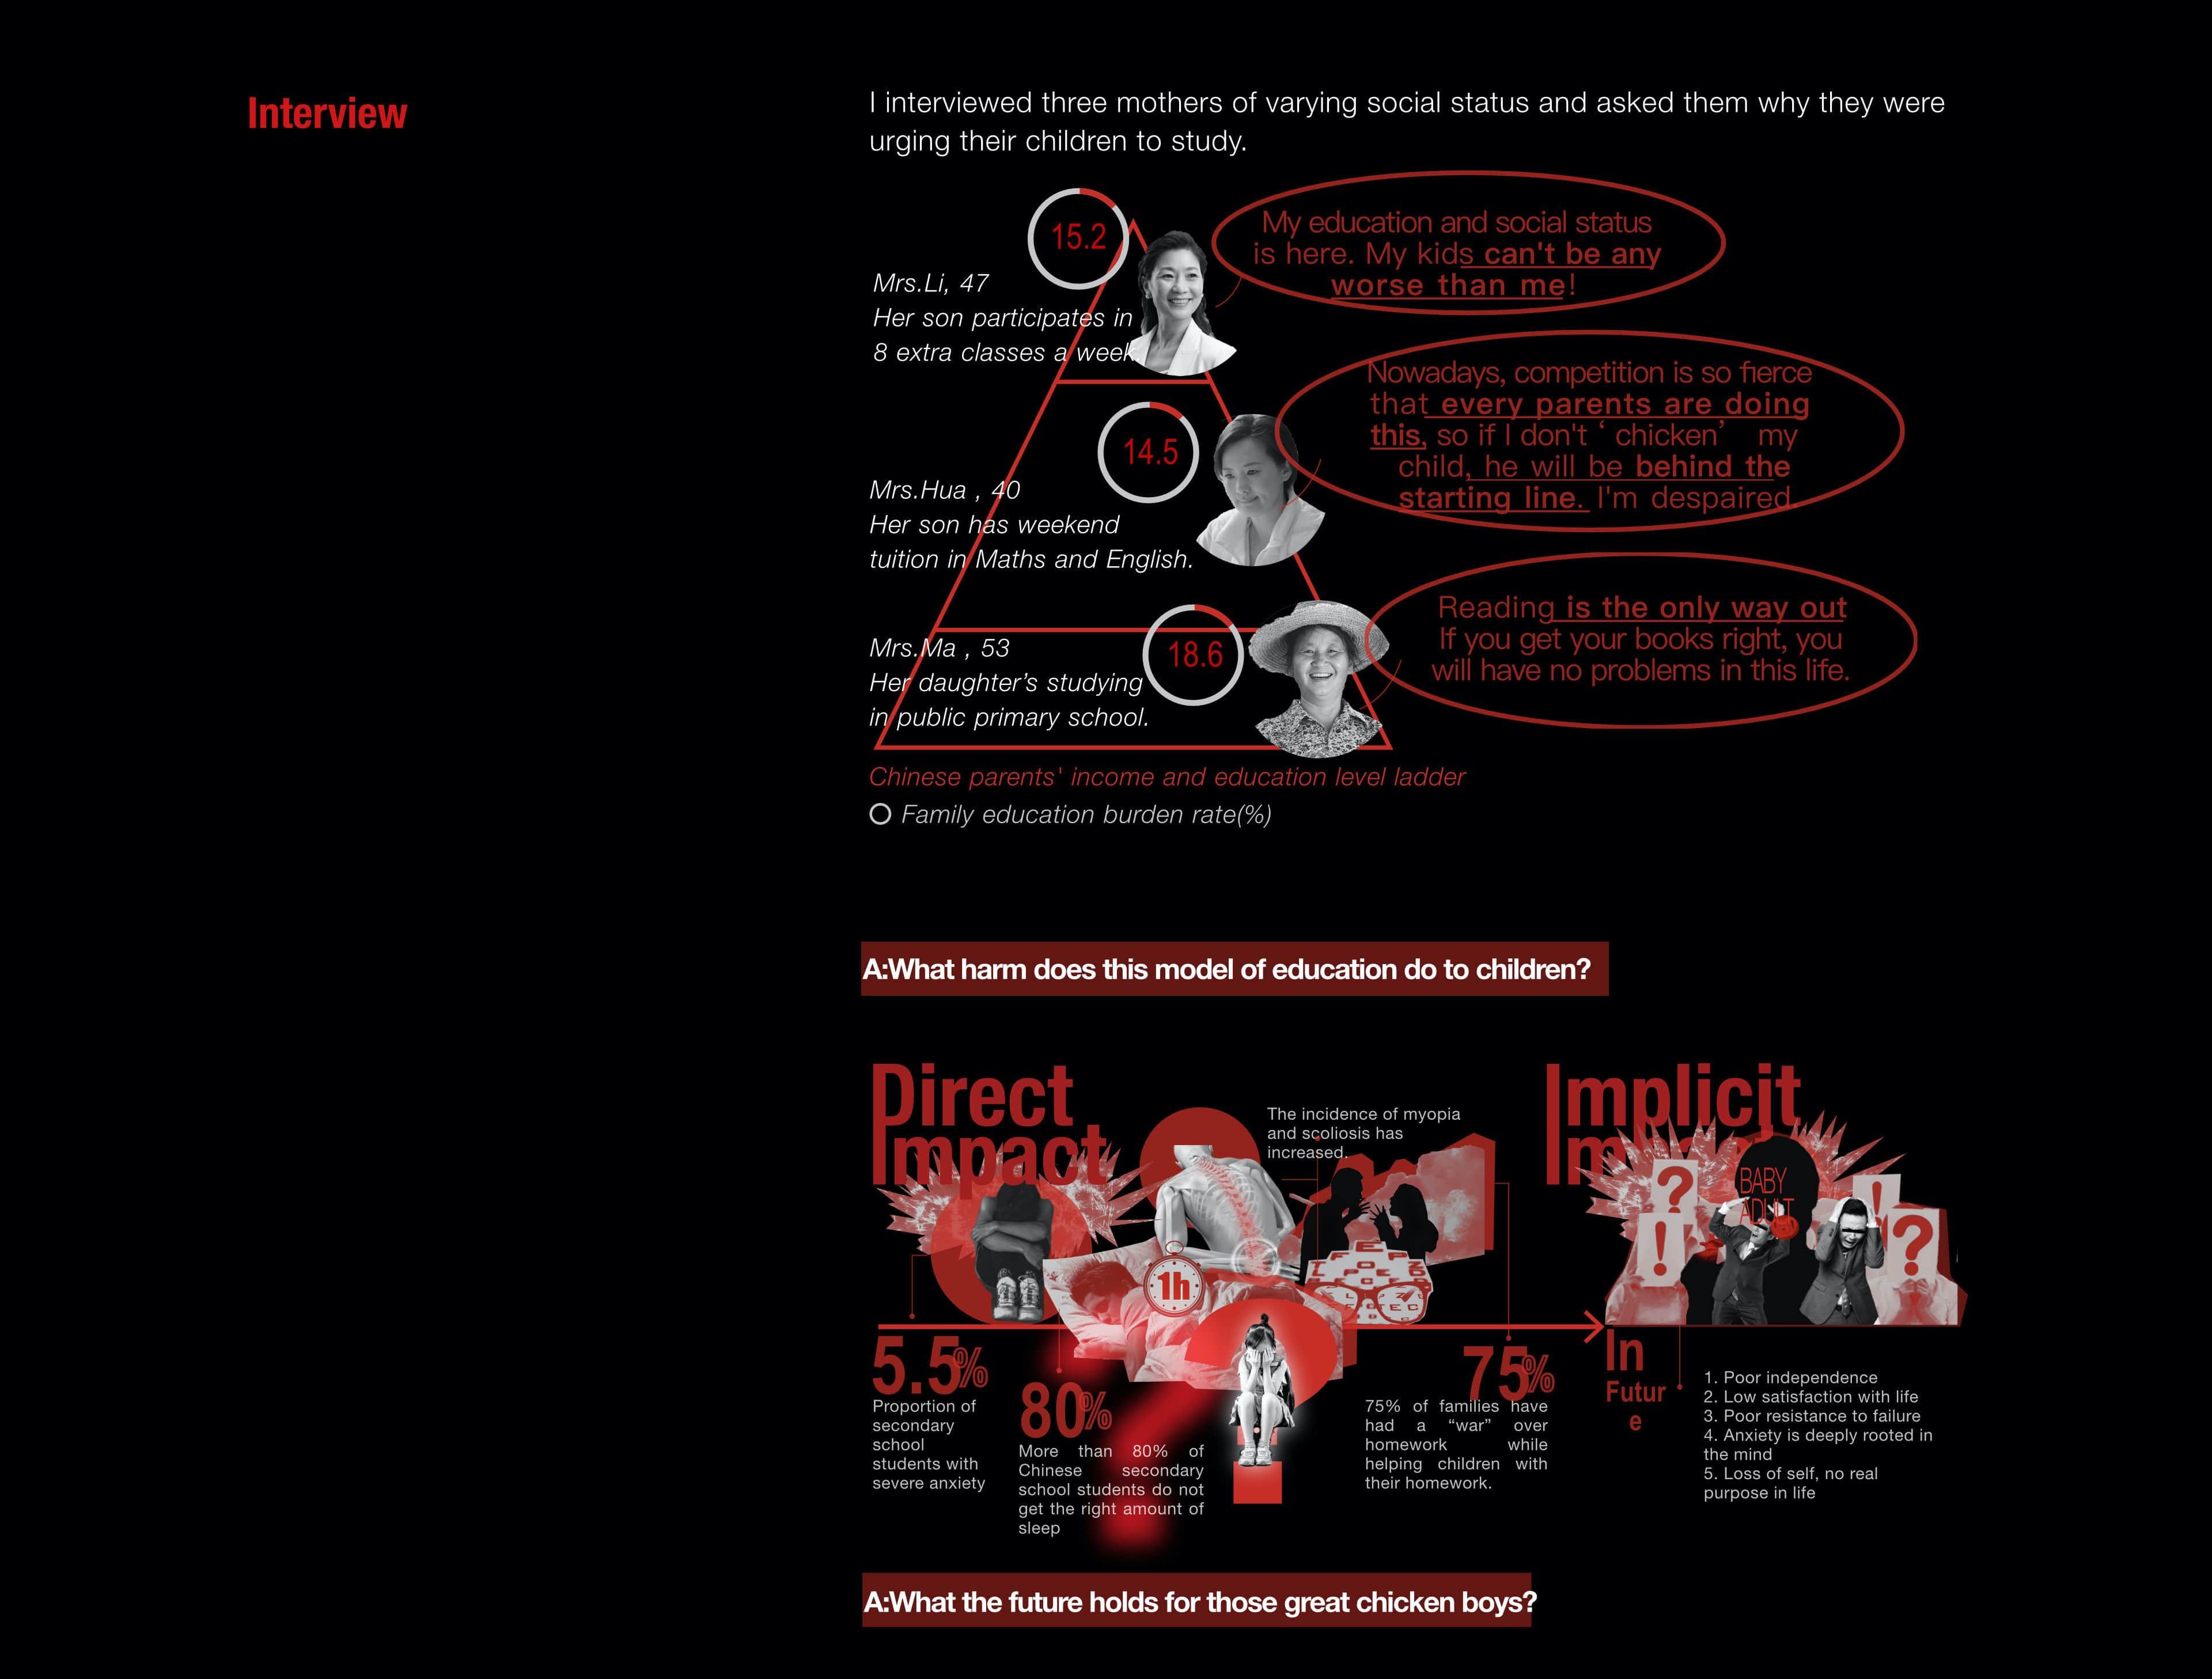 Interview
I interviewed three mothers of varying social status and asked them why they were
urging their children to study.
15.2
Mrs.Li, 47
Her son participates in
8 extra classes a week.
My education and social status
is here. My kids can't be any
worse than me!
14.5
Mrs.Hua , 40
Her son has weekend
tuition in Maths and English.
Nowadays, competition is so fierce
that every parents are doing
this, so if I don't ‘ chicken’ my
child, he will be behind the
starting line. I'm despaired.
18.6
Mrs.Ma , 53
Her daughter’s studying
in public primary school.
Reading is the only way out
If you get your books right, you
will have no problems in this life.
Chinese parents' income and education level ladder
Family education burden rate(%)
A:What harm does this model of education do to children?
Direct
Impact
The incidence of myopia
and scoliosis has
increased.
1h
5.5%
Proportion of
secondary
school
students with
severe anxiety
80%
More than 80% of
Chinese secondary
school students do not
get the right amount of
sleep
75%
75% of families have
had a “war” over
homework while
helping children with
their homework.
Implicit
BABY
ADULT
?
!
!
?
In
Futur
e
1. Poor independence
2. Low satisfaction with life
3. Poor resistance to failure
4. Anxiety is deeply rooted in
the mind
5. Loss of self, no real
purpose in life
A:What the future holds for those great chicken boys?